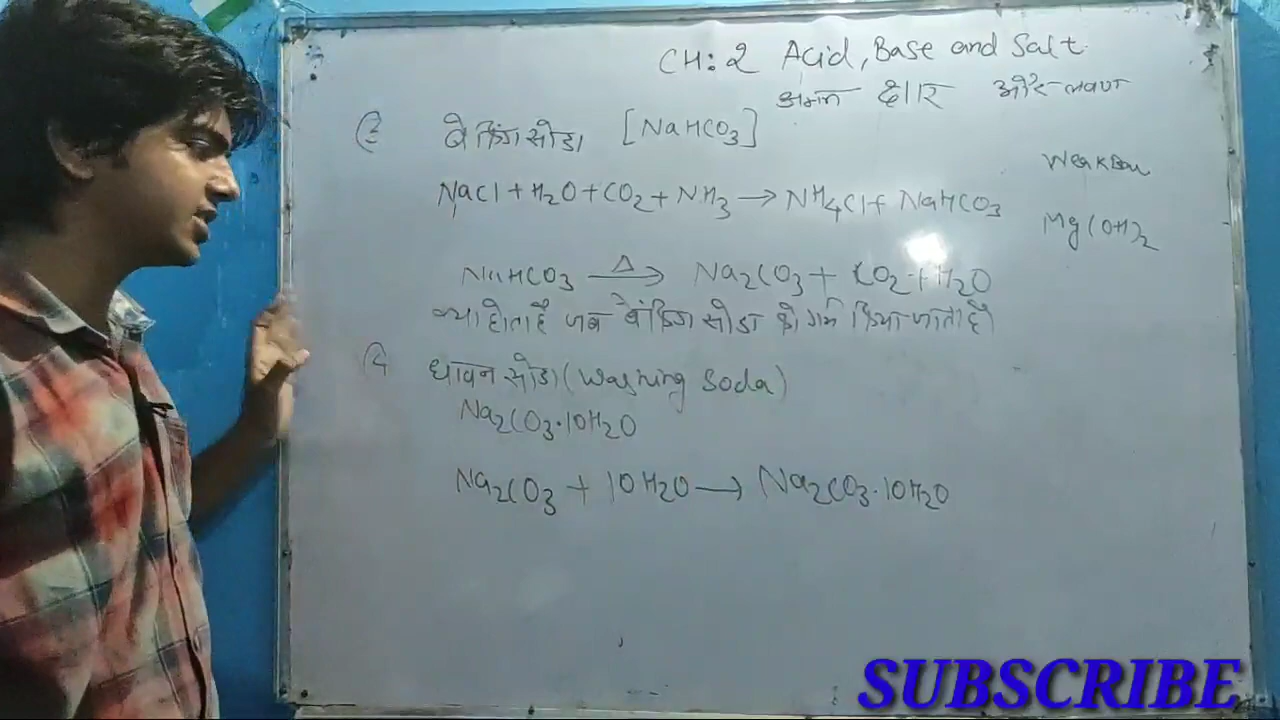 CH: 2 Acid, Base and Salt
अम्ल क्षार और लवण
बेकिंग सोडा [NaHCO3]
Weak Base
NaCl + H2O + CO2 + NH3 → NH4Cl + NaHCO3
Mg(OH)2
NaHCO3 —Δ→ Na2CO3 + CO2 + H2O
क्या होता है जब बेकिंग सोडा को गर्म किया जाता है
धावन सोडा (Washing Soda)
Na2CO3·10H2O
Na2CO3 + 10H2O → Na2CO3·10H2O
SUBSCRIBE